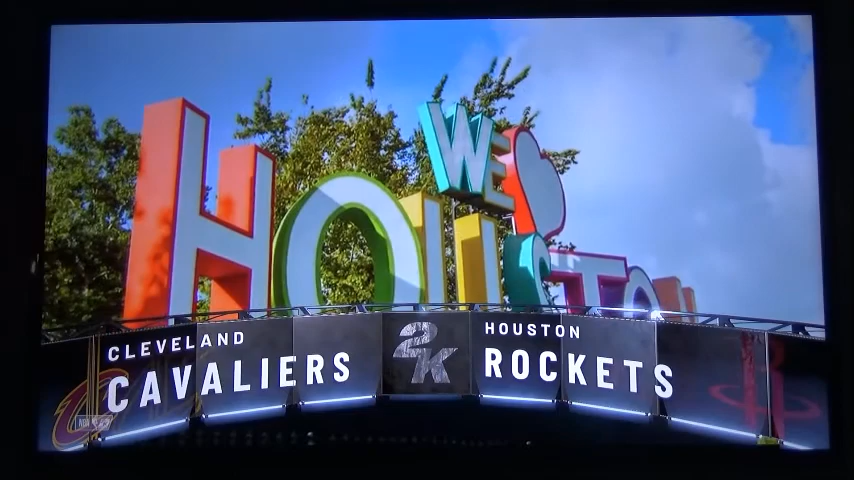 WE
HOUSTON
CLEVELAND
CAVALIERS
2K
HOUSTON
ROCKETS